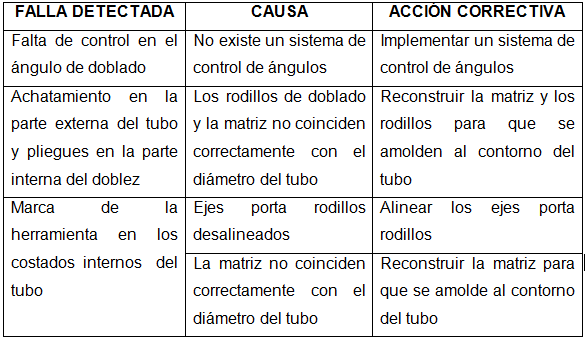 FALLA DETECTADA
CAUSA
ACCIÓN CORRECTIVA
Falta de control en el
ángulo de doblado
No existe un sistema de
control de ángulos
Implementar un sistema de
control de ángulos
Achatamiento en la
parte externa del tubo
y pliegues en la parte
interna del doblez
Los rodillos de doblado
y la matriz no coinciden
correctamente con el
diámetro del tubo
Reconstruir la matriz y los
rodillos para que se
amolden al contorno del
tubo
Marca de la
herramienta en los
costados internos del
tubo
Ejes porta rodillos
desalineados
Alinear los ejes porta
rodillos
La matriz no coinciden
correctamente con el
diámetro del tubo
Reconstruir la matriz para
que se amolde al contorno
del tubo